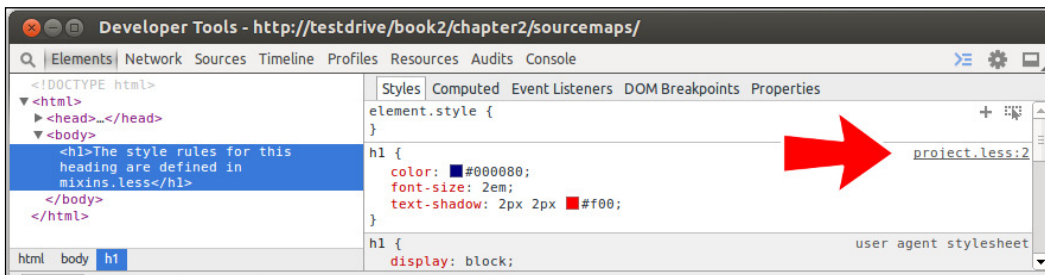 Developer Tools - http://testdrive/book2/chapter2/sourcemaps/
Elements Network Sources Timeline Profiles Resources Audits Console
<!DOCTYPE html>
<html>
<head>…</head>
<body>
<h1>The style rules for this
heading are defined in
mixins.less</h1>
</body>
</html>
html body h1
Styles Computed Event Listeners DOM Breakpoints Properties
element.style {
}
h1 { project.less:2
color: #000080;
font-size: 2em;
text-shadow: 2px 2px #f00;
}
h1 { user agent stylesheet
display: block;